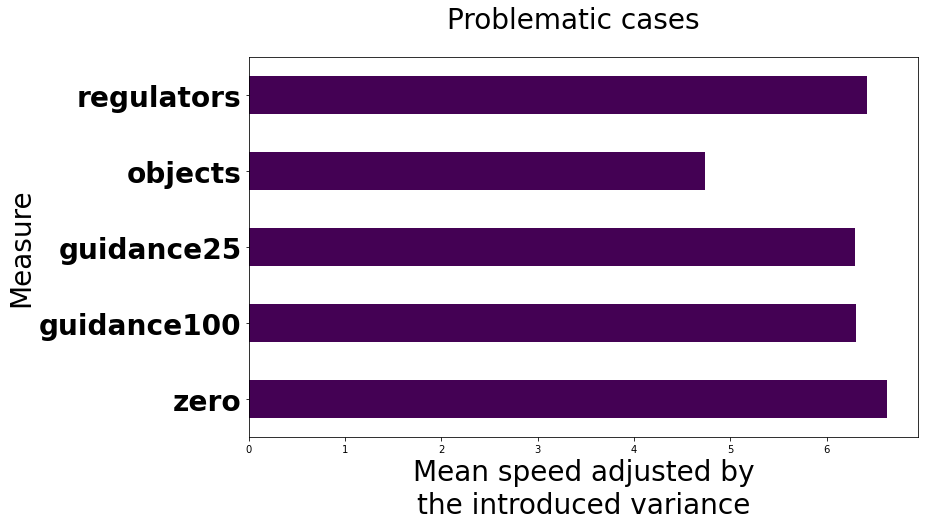 Problematic cases
regulators
objects
guidance25
guidance100
zero
Measure
0 1 2 3 4 5 6
Mean speed adjusted by
the introduced variance